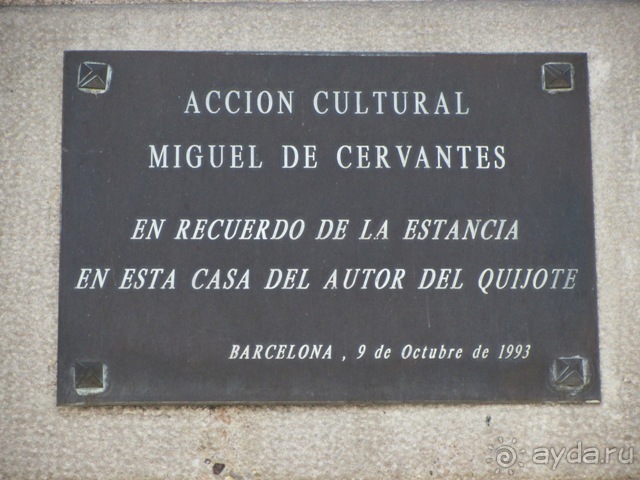 ACCION CULTURAL
MIGUEL DE CERVANTES
EN RECUERDO DE LA ESTANCIA
EN ESTA CASA DEL AUTOR DEL QUIJOTE
BARCELONA , 9 de Octubre de 1993
ayda.ru